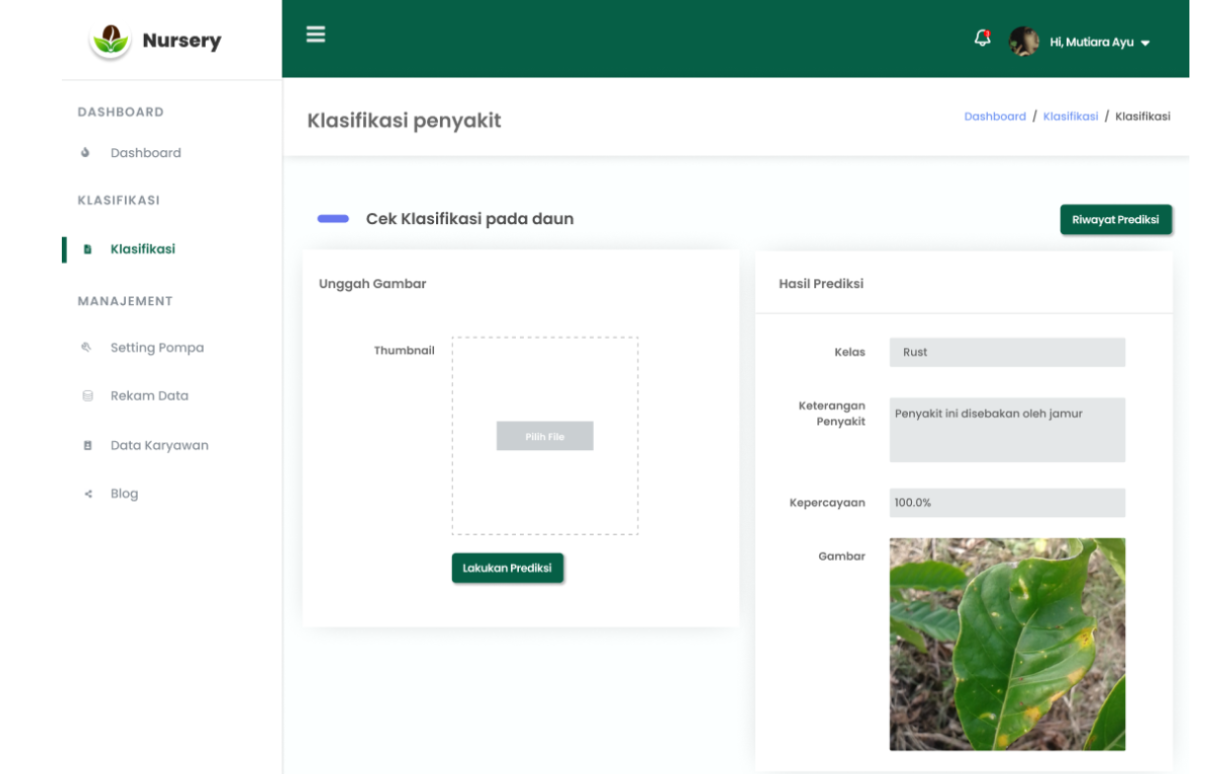 Nursery
Hi, Mutiara Ayu
DASHBOARD
Dashboard
KLASIFIKASI
Klasifikasi
MANAJEMENT
Setting Pompa
Rekam Data
Data Karyawan
Blog
Klasifikasi penyakit
Dashboard / Klasifikasi / Klasifikasi
Cek Klasifikasi pada daun
Riwayat Prediksi
Unggah Gambar
Thumbnail
Pilih File
Lakukan Prediksi
Hasil Prediksi
Kelas
Rust
Keterangan
Penyakit
Penyakit ini disebakan oleh jamur
Kepercayaan
100.0%
Gambar